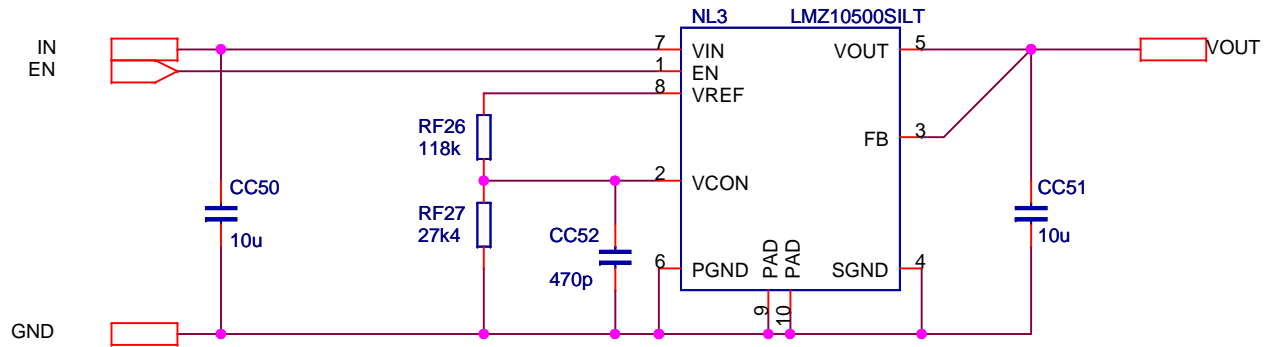 NL3 LMZ10500SILT
IN 7 VIN VOUT 5 VOUT
EN 1 EN
8 VREF
RF26
118k
3 FB
2 VCON
CC50
10u
RF27
27k4
CC52
470p
CC51
10u
6 PGND PAD PAD SGND 4
9 10
GND